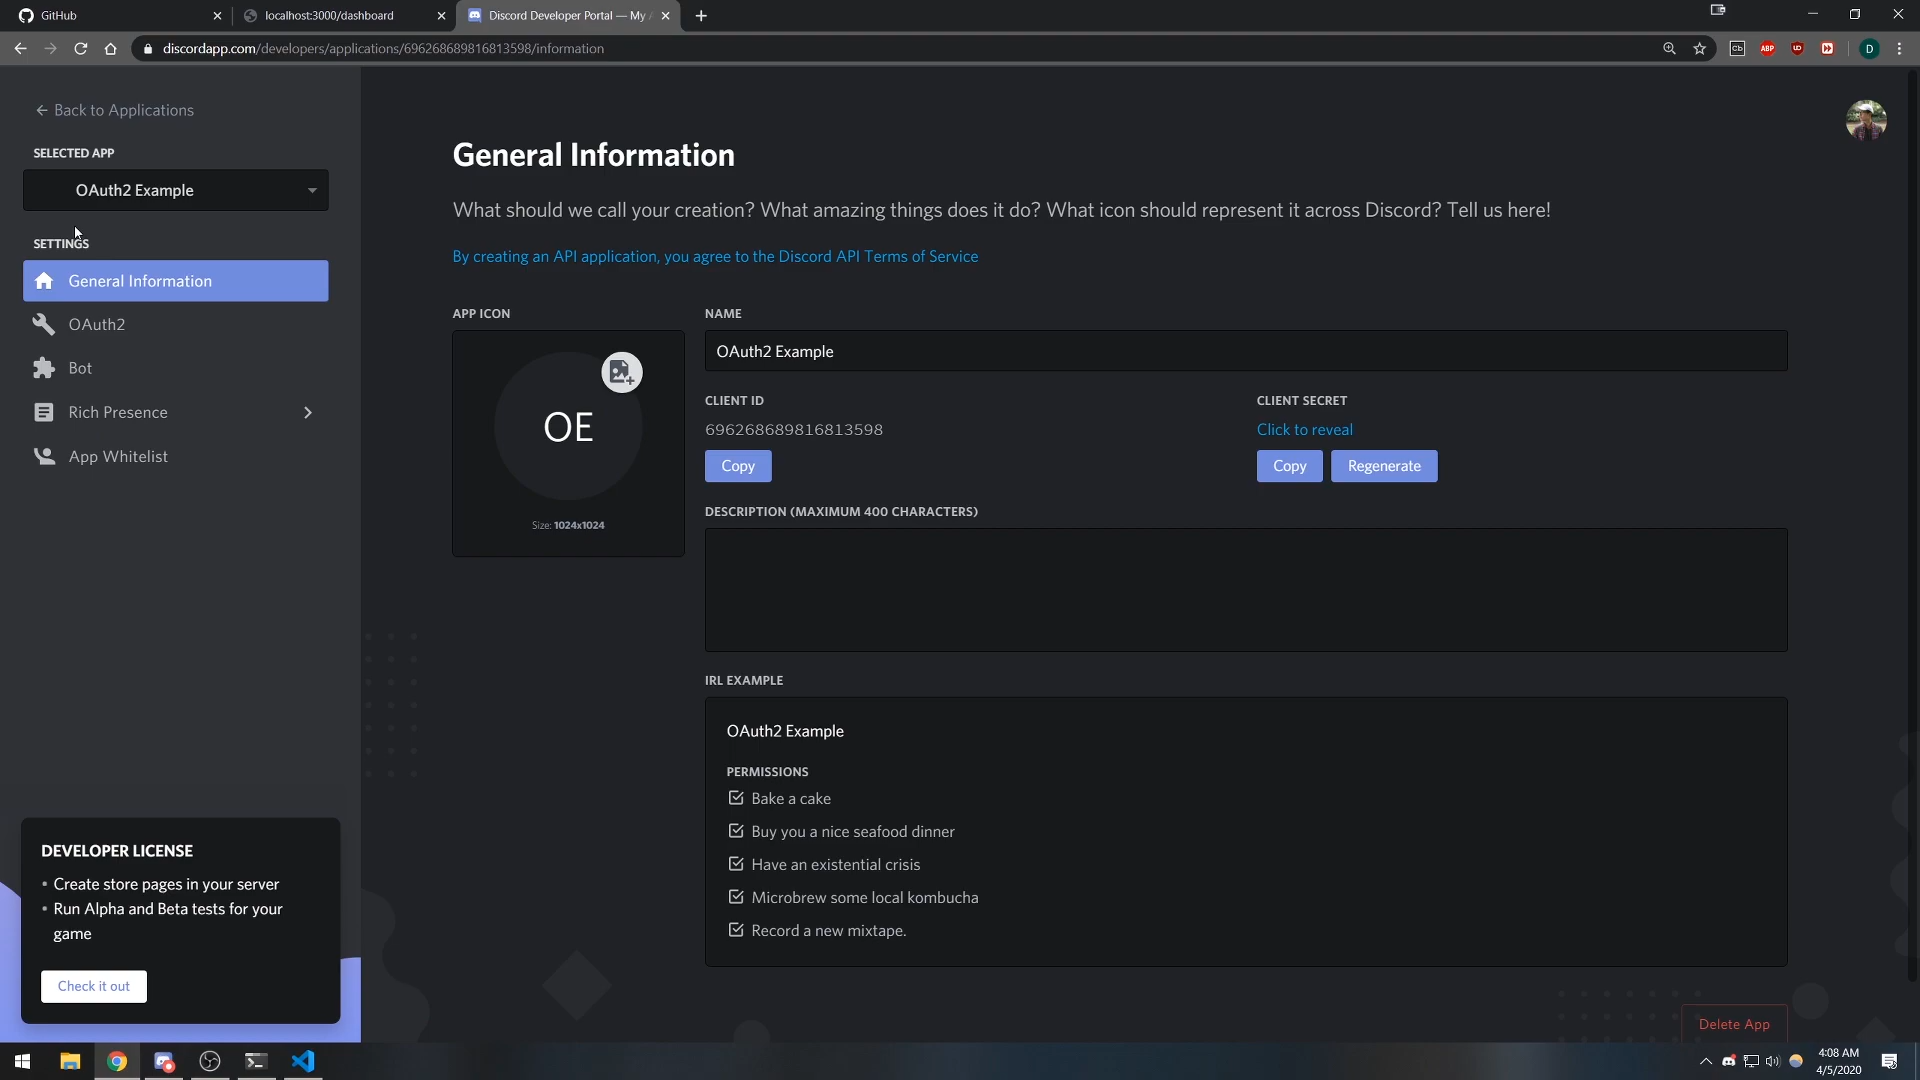 GitHub
localhost:3000/dashboard
Discord Developer Portal — My A
discordapp.com/developers/applications/696268689816813598/information
Cb
ABP
UD
D
Back to Applications
SELECTED APP
OAuth2 Example
SETTINGS
General Information
OAuth2
Bot
Rich Presence
App Whitelist
DEVELOPER LICENSE
• Create store pages in your server
• Run Alpha and Beta tests for your
game
Check it out
General Information
What should we call your creation? What amazing things does it do? What icon should represent it across Discord? Tell us here!
By creating an API application, you agree to the Discord API Terms of Service
APP ICON
OE
Size: 1024x1024
NAME
OAuth2 Example
CLIENT ID
696268689816813598
Copy
CLIENT SECRET
Click to reveal
Copy
Regenerate
DESCRIPTION (MAXIMUM 400 CHARACTERS)
IRL EXAMPLE
OAuth2 Example
PERMISSIONS
Bake a cake
Buy you a nice seafood dinner
Have an existential crisis
Microbrew some local kombucha
Record a new mixtape.
Delete App
4:08 AM
4/5/2020